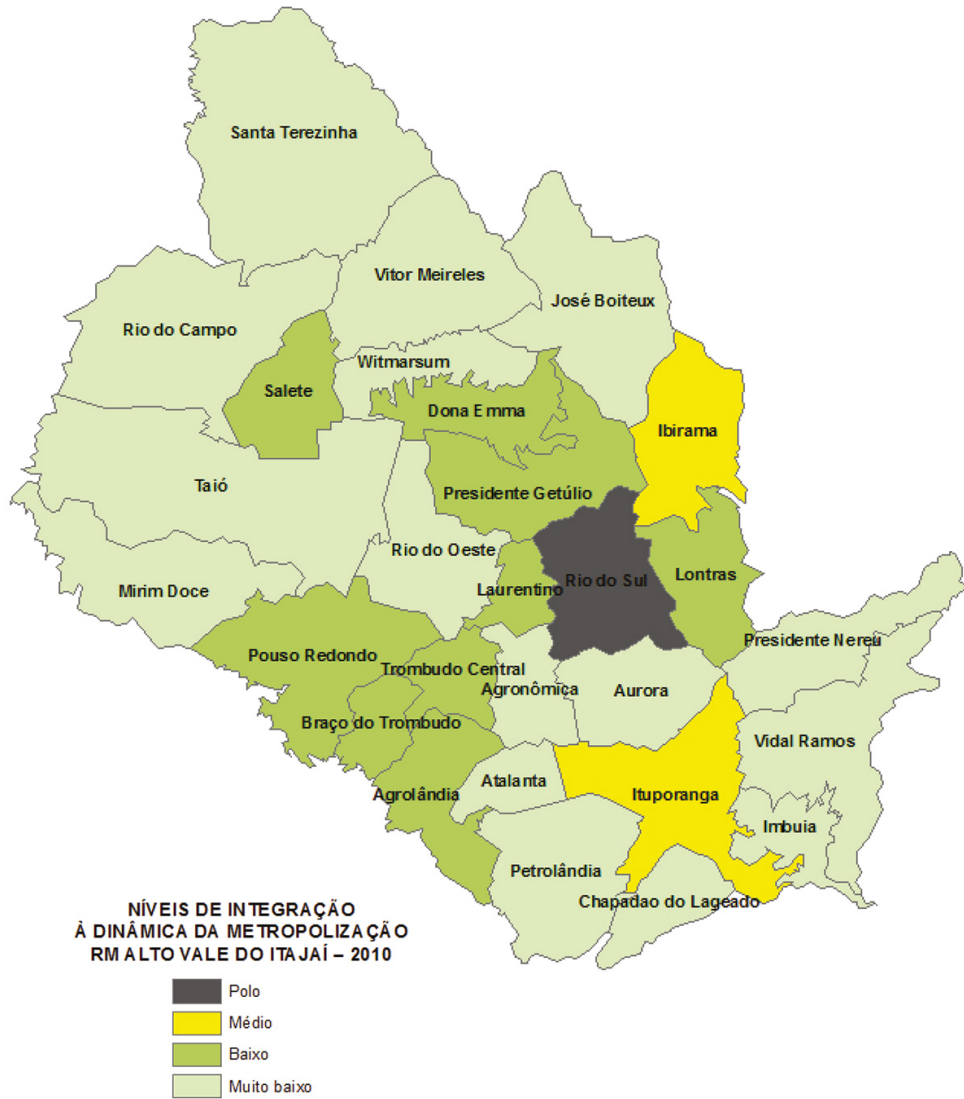 Santa Terezinha
Vitor Meireles
José Boiteux
Rio do Campo
Witmarsum
Salete
Dona Emma
Ibirama
Taió
Presidente Getúlio
Rio do Oeste
Mirim Doce
Laurentino
Rio do Sul
Lontras
Presidente Nereu
Pouso Redondo
Trombudo Central
Agronômica
Aurora
Braço do Trombudo
Vidal Ramos
Atalanta
Agrolândia
Ituporanga
Imbuia
Petrolândia
Chapadao do Lageado
NÍVEIS DE INTEGRAÇÃO
À DINÂMICA DA METROPOLIZAÇÃO
RM ALTO VALE DO ITAJAÍ – 2010
Polo
Médio
Baixo
Muito baixo